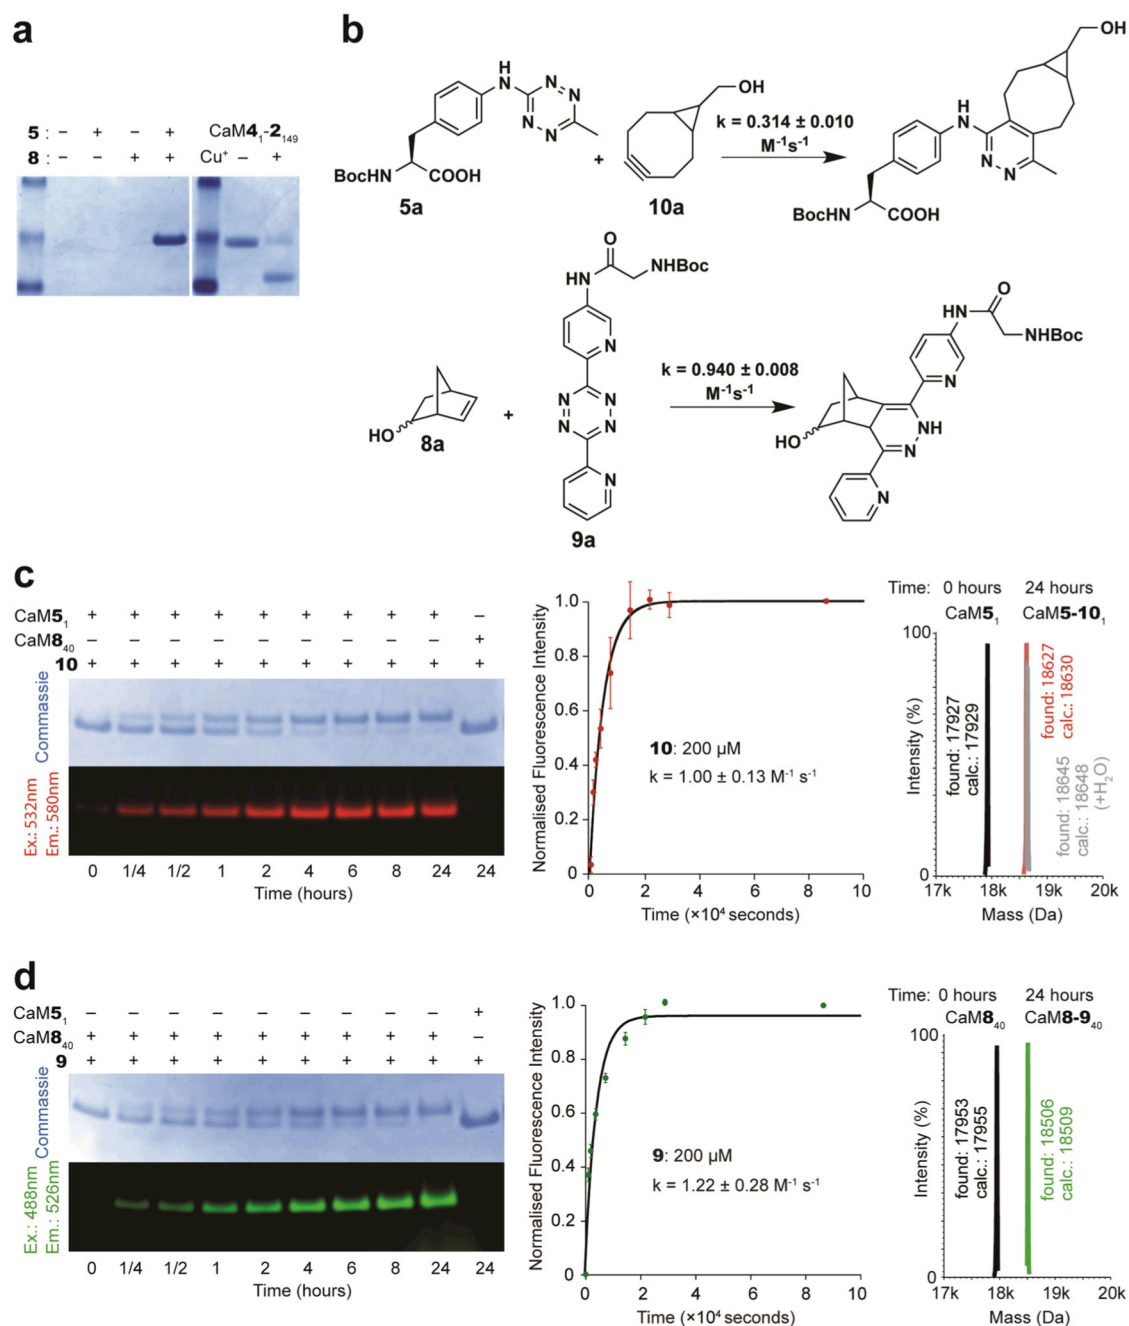 a
5 : – + – + CaM4₁-2₁₄₉
8 : – – + + Cu⁺ – +
b
BocHN COOH
H
N
N N
N N
5a
+
OH
10a
k = 0.314 ± 0.010
M⁻¹s⁻¹
OH
H
N
N N
BocHN COOH
O
NHBoc
HN
N
N N
N N
N
9a
HO
8a
+
k = 0.940 ± 0.008
M⁻¹s⁻¹
O
HN
NHBoc
N
NH
N
HO
N
c
CaM5₁ + + + + + + + + + –
CaM8₄₀ – – – – – – – – – +
10 + + + + + + + + + +
Commassie
Ex.: 532nm
Em.: 580nm
0 1/4 1/2 1 2 4 6 8 24 24
Time (hours)
Normalised Fluorescence Intensity
1.0
0.8
0.6
0.4
0.2
0
10: 200 µM
k = 1.00 ± 0.13 M⁻¹ s⁻¹
0 2 4 6 8 10
Time (×10⁴ seconds)
Time: 0 hours 24 hours
CaM5₁ CaM5-10₁
100
Intensity (%)
0
found: 17927
calc.: 17929
found: 18627
calc.: 18630
found: 18645
calc.: 18648
(+H₂O)
17k 18k 19k 20k
Mass (Da)
d
CaM5₁ – – – – – – – – – +
CaM8₄₀ + + + + + + + + + –
9 + + + + + + + + + +
Commassie
Ex.: 488nm
Em.: 526nm
0 1/4 1/2 1 2 4 6 8 24 24
Time (hours)
Normalised Fluorescence Intensity
1.0
0.8
0.6
0.4
0.2
0
9: 200 µM
k = 1.22 ± 0.28 M⁻¹ s⁻¹
0 2 4 6 8 10
Time (×10⁴ seconds)
Time: 0 hours 24 hours
CaM8₄₀ CaM8-9₄₀
100
Intensity (%)
0
found: 17953
calc.: 17955
found: 18506
calc.: 18509
17k 18k 19k 20k
Mass (Da)